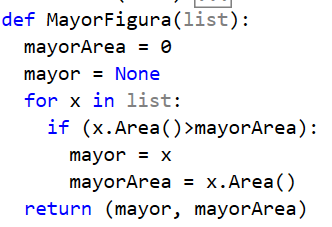 def MayorFigura(list):
  mayorArea = 0
  mayor = None
  for x in list:
    if (x.Area()>mayorArea):
      mayor = x
      mayorArea = x.Area()
  return (mayor, mayorArea)